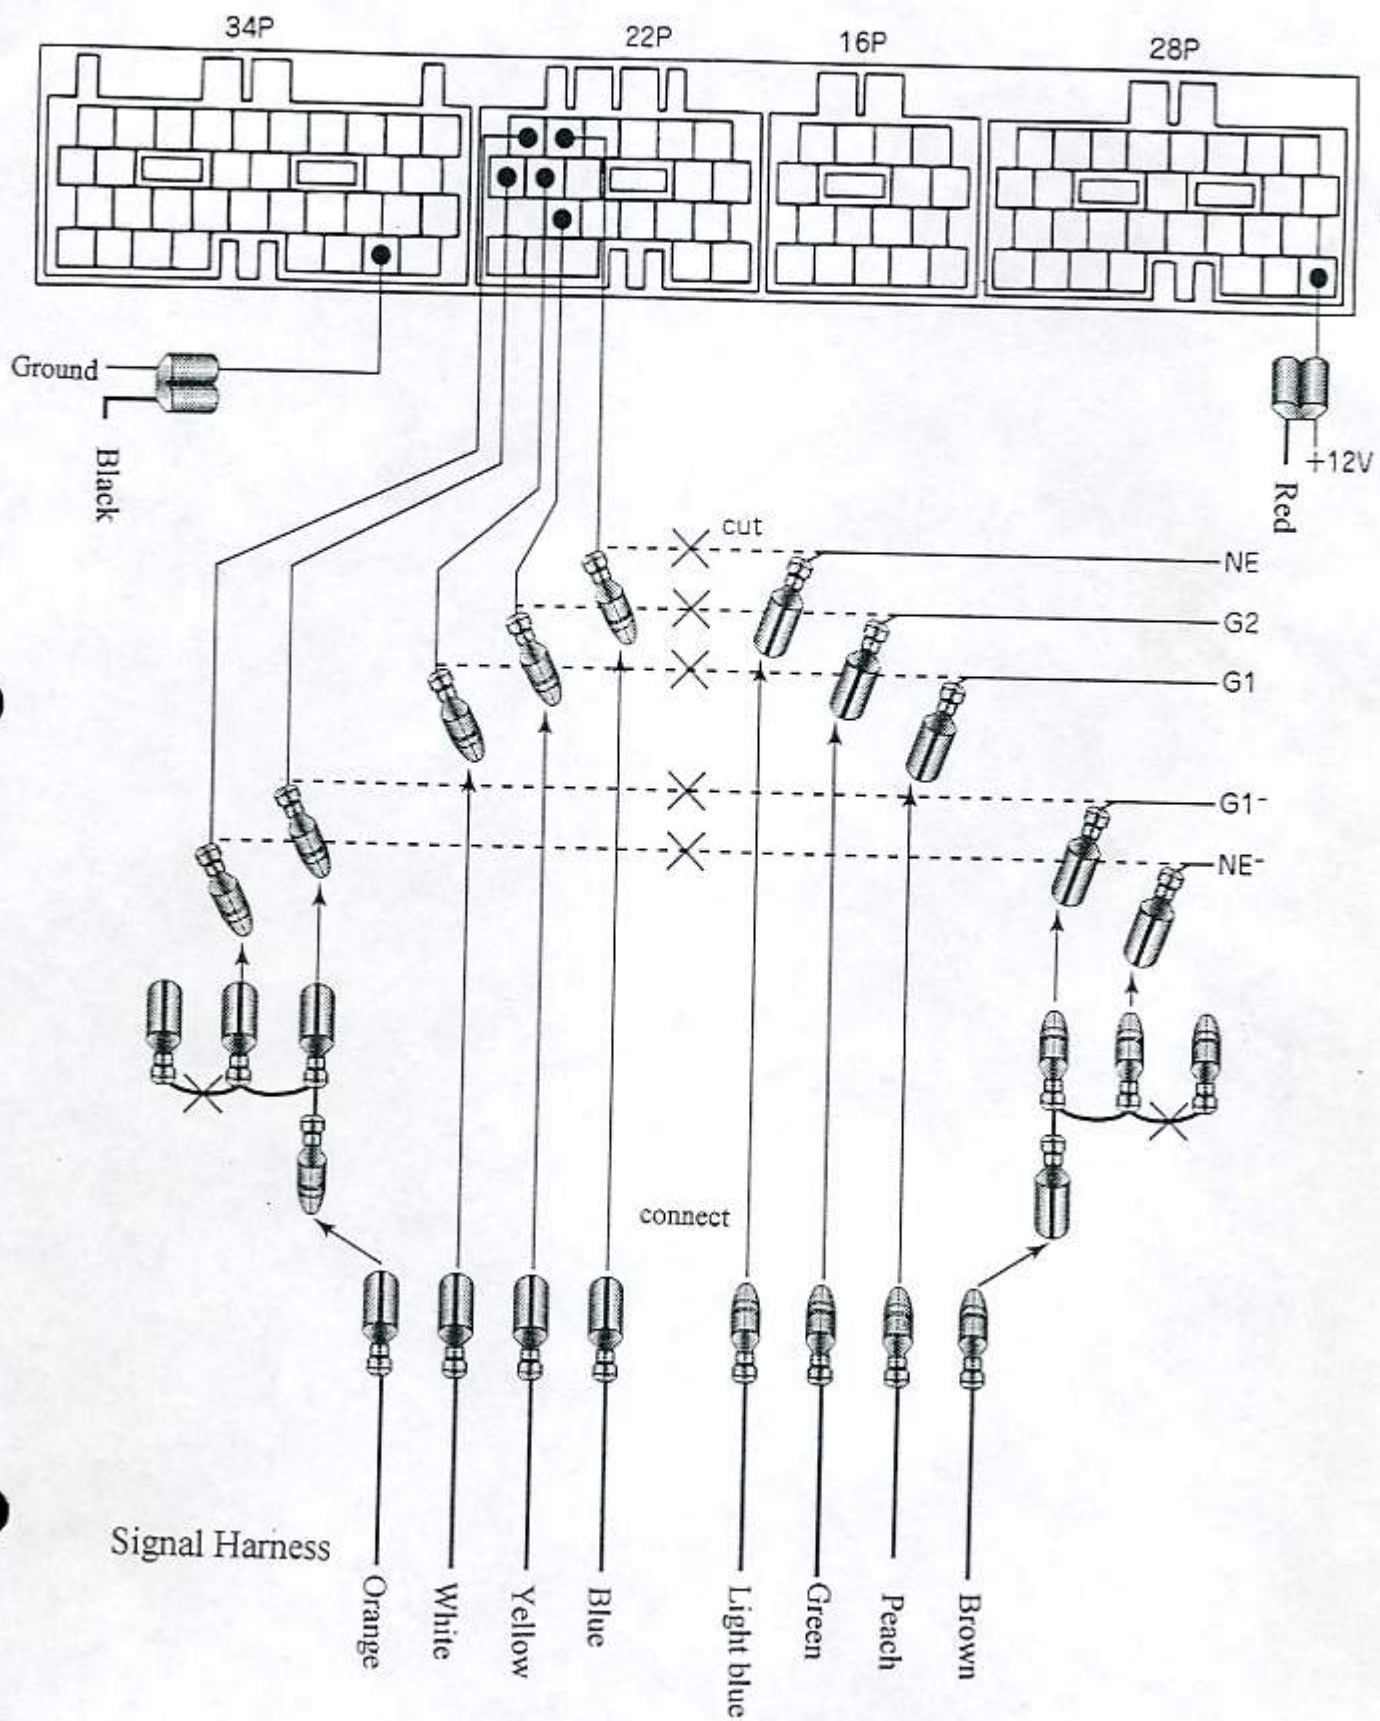 34P
22P
16P
28P
Ground
Black
+12V
Red
cut
NE
G2
G1
G1-
NE-
connect
Signal Harness
Orange
White
Yellow
Blue
Light blue
Green
Peach
Brown